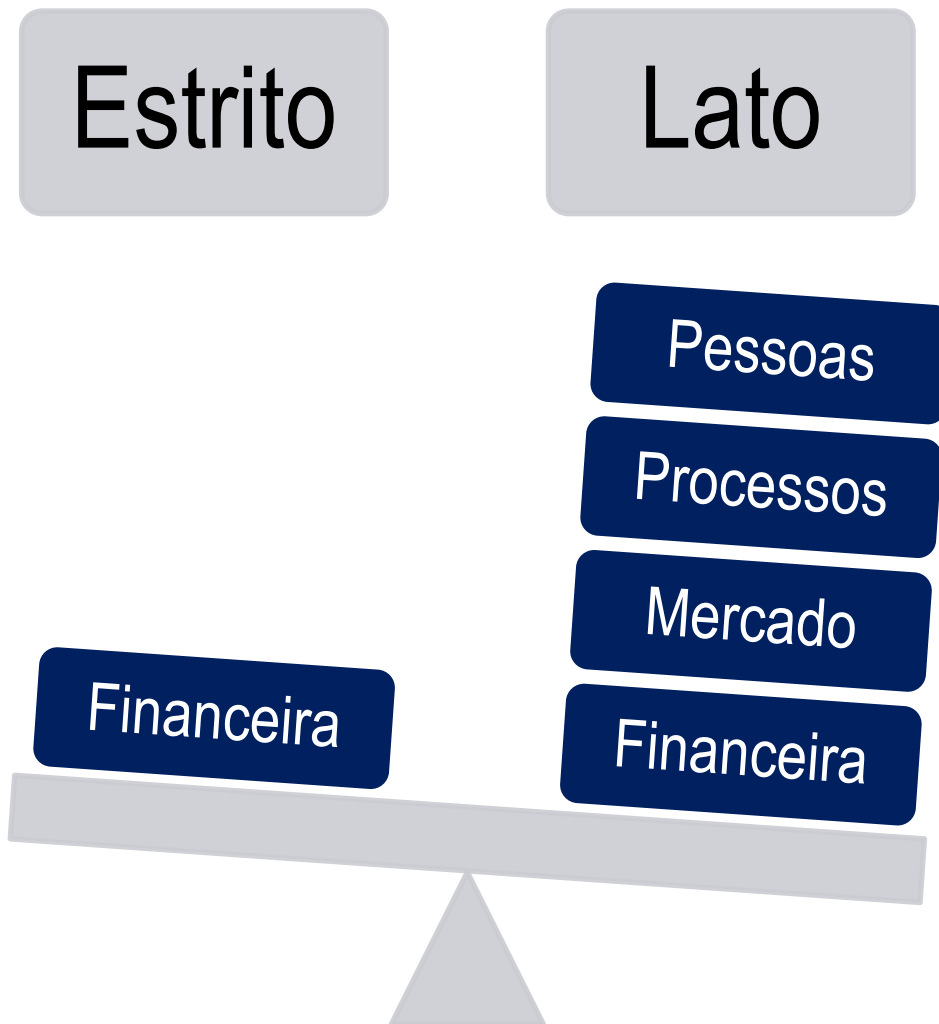 Estrito
Lato
Pessoas
Processos
Mercado
Financeira
Financeira